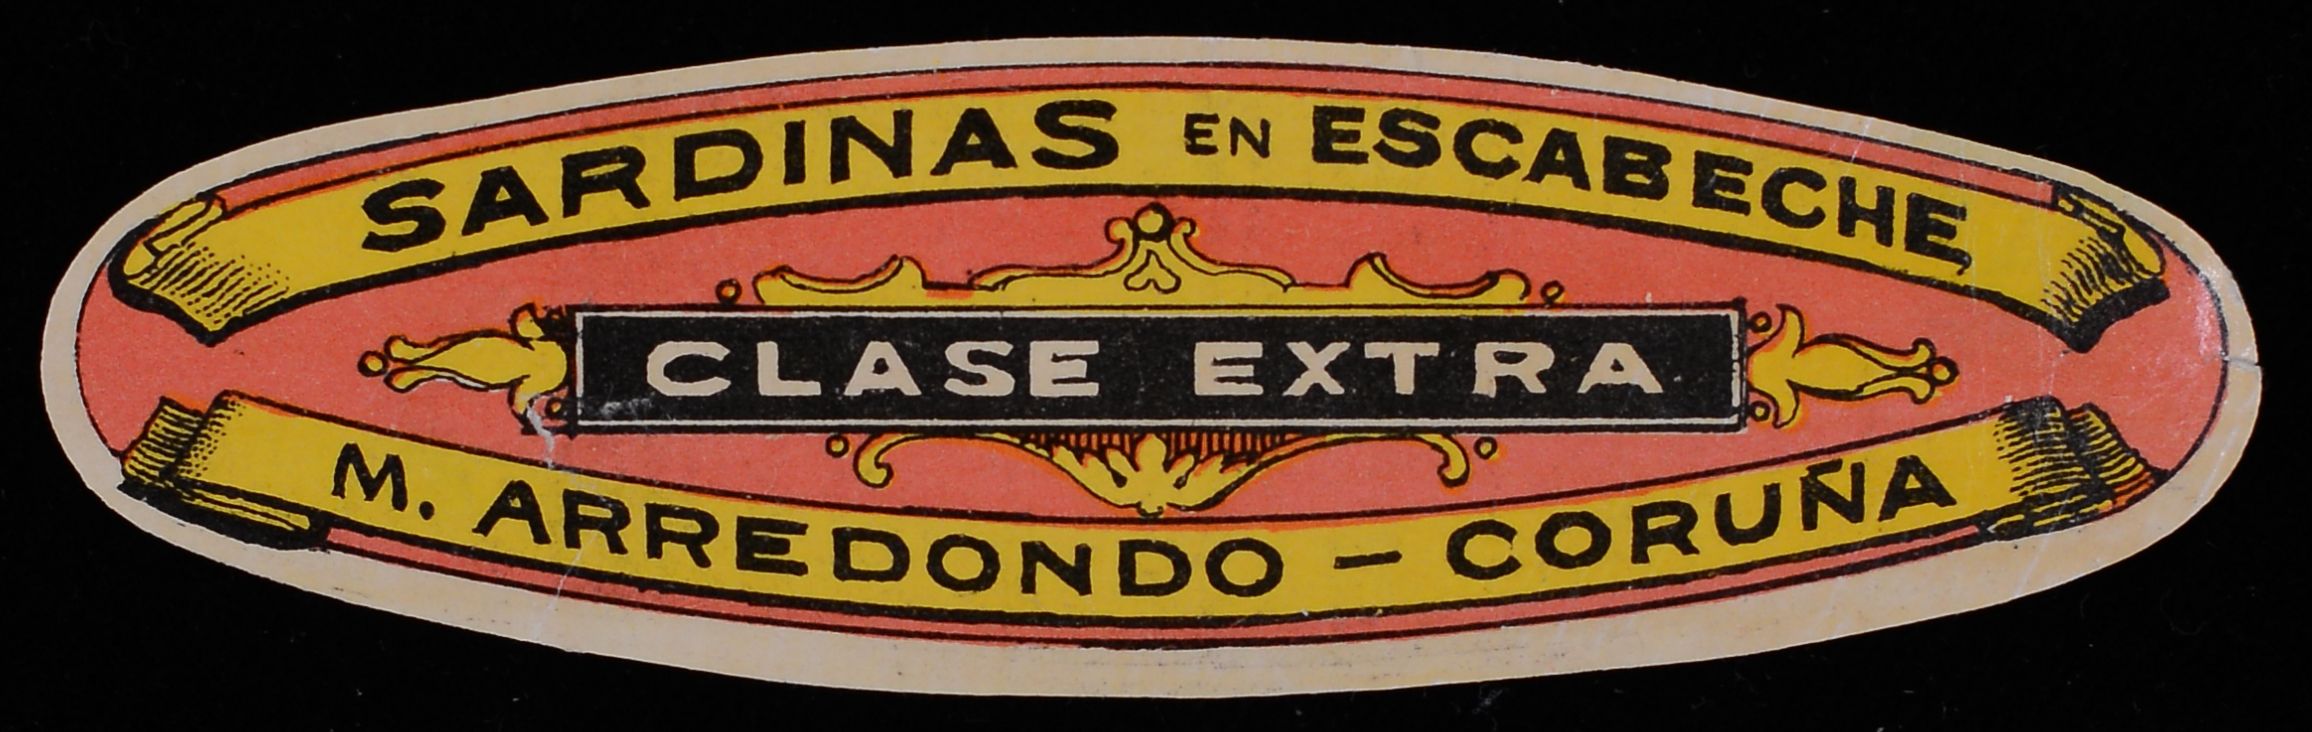 SARDINAS EN ESCABECHE
CLASE EXTRA
M. ARREDONDO – CORUÑA